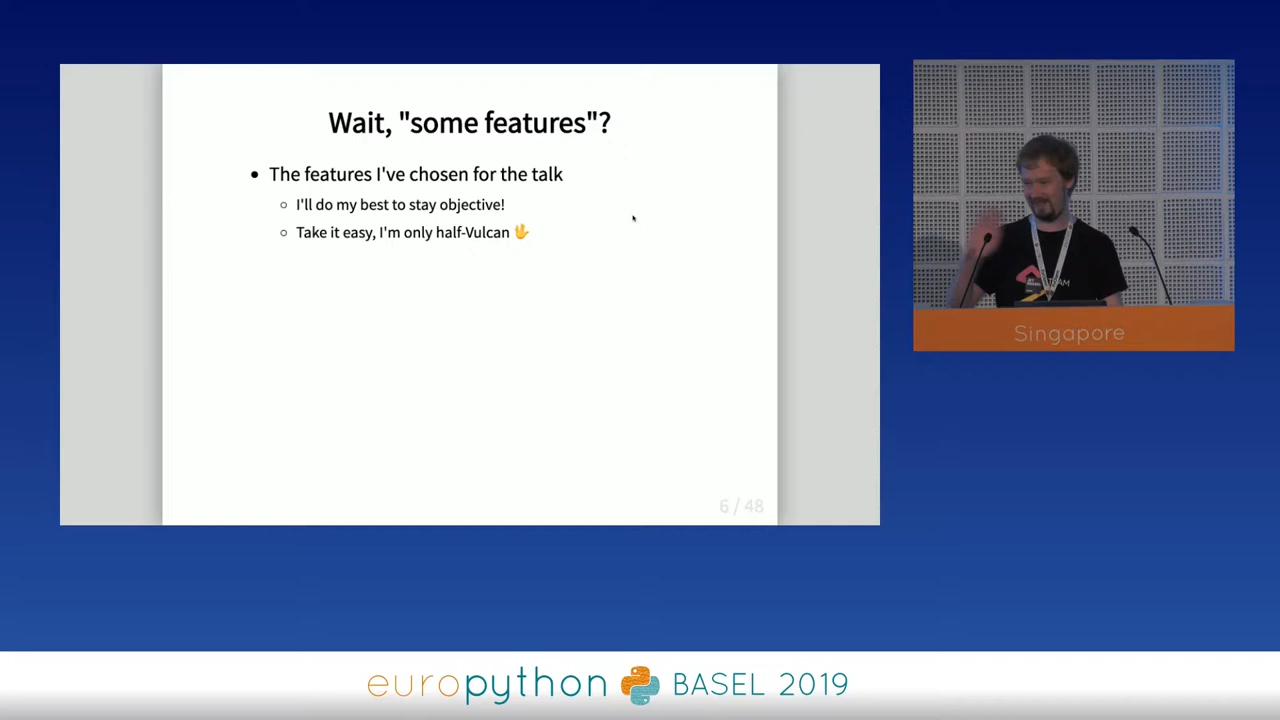 Wait, "some features"?
The features I've chosen for the talk
I'll do my best to stay objective!
Take it easy, I'm only half-Vulcan 🖖
6 / 48
Singapore
europython BASEL 2019